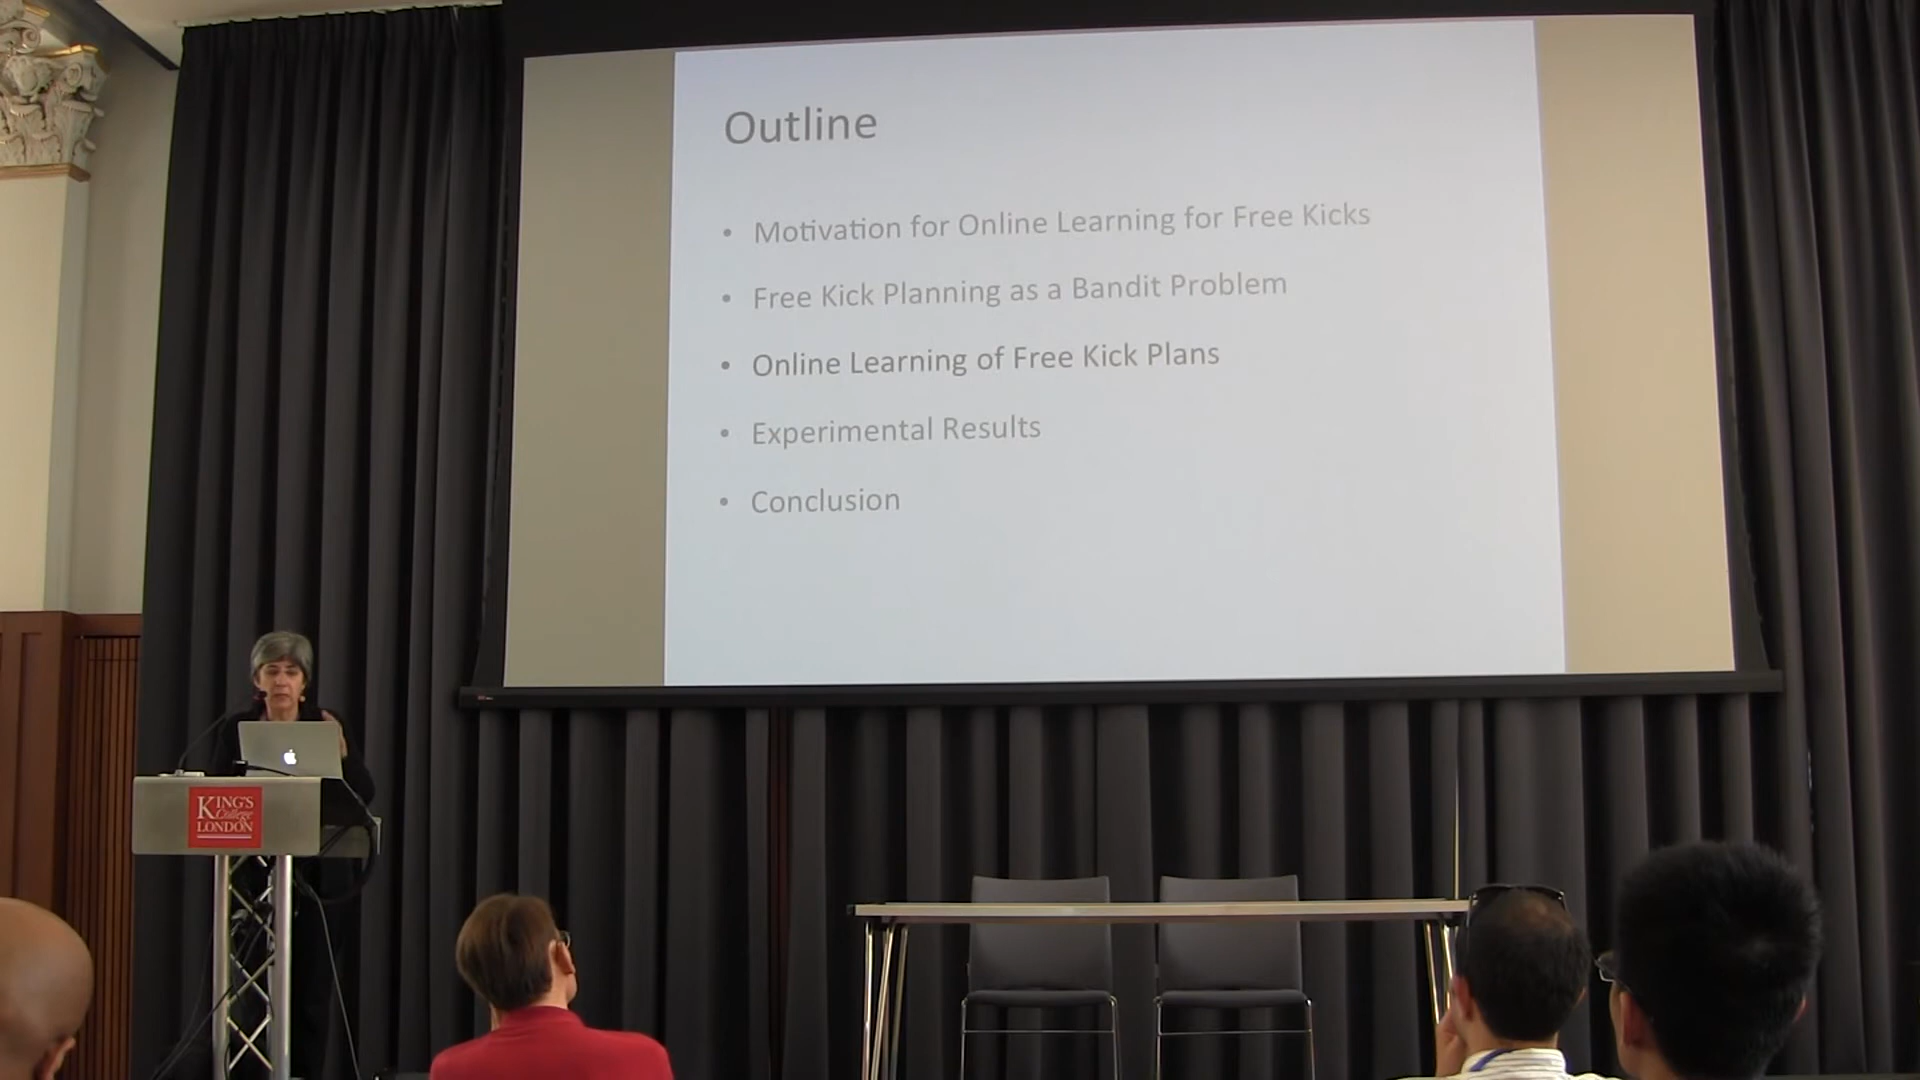 Outline
• Motivation for Online Learning for Free Kicks
• Free Kick Planning as a Bandit Problem
• Online Learning of Free Kick Plans
• Experimental Results
• Conclusion
KING'S
College
LONDON